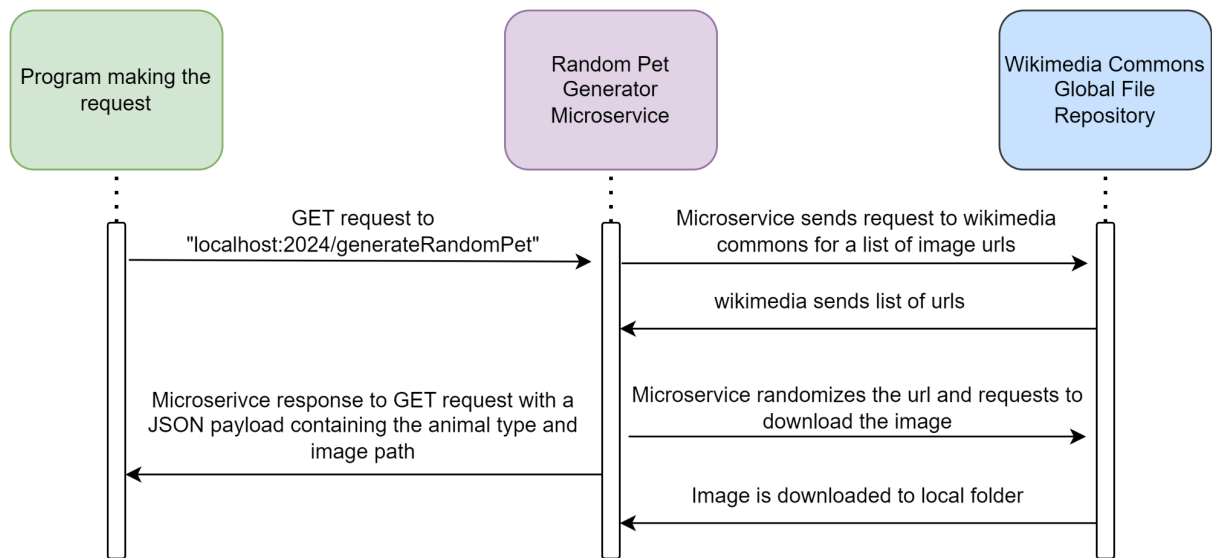 Program making the
request
Random Pet
Generator
Microservice
Wikimedia Commons
Global File
Repository
GET request to
"localhost:2024/generateRandomPet"
Microservice sends request to wikimedia
commons for a list of image urls
wikimedia sends list of urls
Microserivce response to GET request with a
JSON payload containing the animal type and
image path
Microservice randomizes the url and requests to
download the image
Image is downloaded to local folder